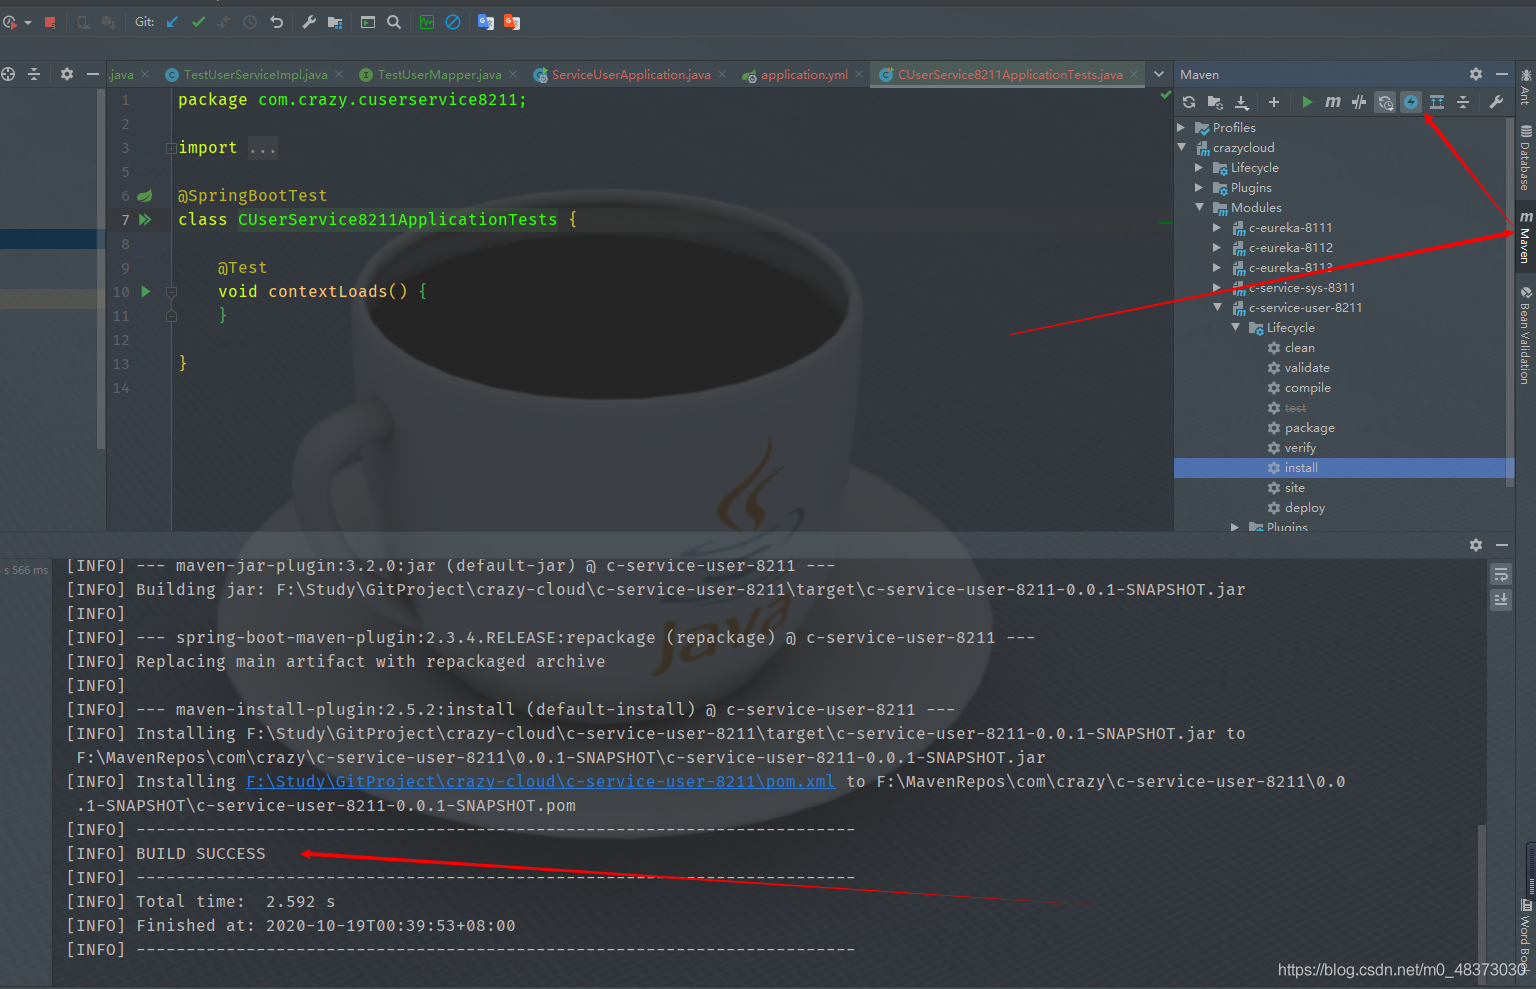 Git:
.java
TestUserServiceImpl.java
TestUserMapper.java
ServiceUserApplication.java
application.yml
CUserService8211ApplicationTests.java
Maven
1 package com.crazy.cuserservice8211;
2
3 import ...
5
6 @SpringBootTest
7 class CUserService8211ApplicationTests {
8
9 @Test
10 void contextLoads() {
11 }
12
13 }
14
Profiles
crazycloud
Lifecycle
Plugins
Modules
c-eureka-8111
c-eureka-8112
c-eureka-8113
c-service-sys-8311
c-service-user-8211
Lifecycle
clean
validate
compile
test
package
verify
install
site
deploy
Plugins
Ant
Database
Maven
Bean Validation
Word Book
Java
s 566 ms
[INFO] --- maven-jar-plugin:3.2.0:jar (default-jar) @ c-service-user-8211 ---
[INFO] Building jar: F:\Study\GitProject\crazy-cloud\c-service-user-8211\target\c-service-user-8211-0.0.1-SNAPSHOT.jar
[INFO]
[INFO] --- spring-boot-maven-plugin:2.3.4.RELEASE:repackage (repackage) @ c-service-user-8211 ---
[INFO] Replacing main artifact with repackaged archive
[INFO]
[INFO] --- maven-install-plugin:2.5.2:install (default-install) @ c-service-user-8211 ---
[INFO] Installing F:\Study\GitProject\crazy-cloud\c-service-user-8211\target\c-service-user-8211-0.0.1-SNAPSHOT.jar to
F:\MavenRepos\com\crazy\c-service-user-8211\0.0.1-SNAPSHOT\c-service-user-8211-0.0.1-SNAPSHOT.jar
[INFO] Installing F:\Study\GitProject\crazy-cloud\c-service-user-8211\pom.xml to F:\MavenRepos\com\crazy\c-service-user-8211\0.0
.1-SNAPSHOT\c-service-user-8211-0.0.1-SNAPSHOT.pom
[INFO] ------------------------------------------------------------------------
[INFO] BUILD SUCCESS
[INFO] ------------------------------------------------------------------------
[INFO] Total time:  2.592 s
[INFO] Finished at: 2020-10-19T00:39:53+08:00
[INFO] ------------------------------------------------------------------------
https://blog.csdn.net/m0_48373030